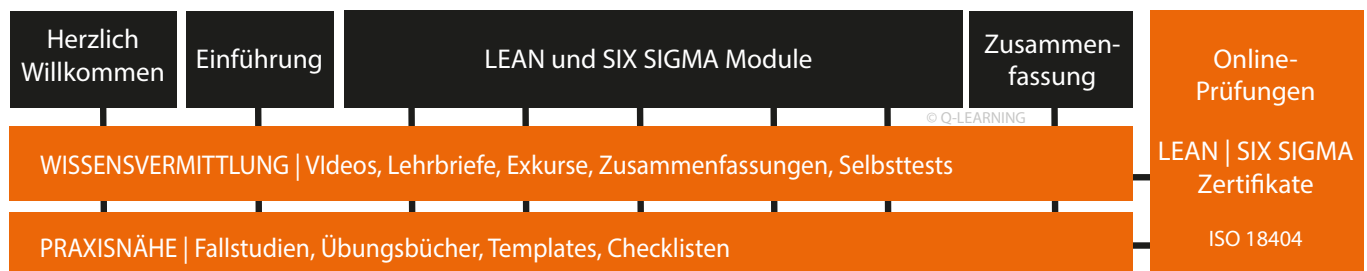 Herzlich
Willkommen
Einführung
LEAN und SIX SIGMA Module
Zusammen-
fassung
© Q-LEARNING
WISSENSVERMITTLUNG | VIdeos, Lehrbriefe, Exkurse, Zusammenfassungen, Selbsttests
PRAXISNÄHE | Fallstudien, Übungsbücher, Templates, Checklisten
Online-
Prüfungen
LEAN | SIX SIGMA
Zertifikate
ISO 18404